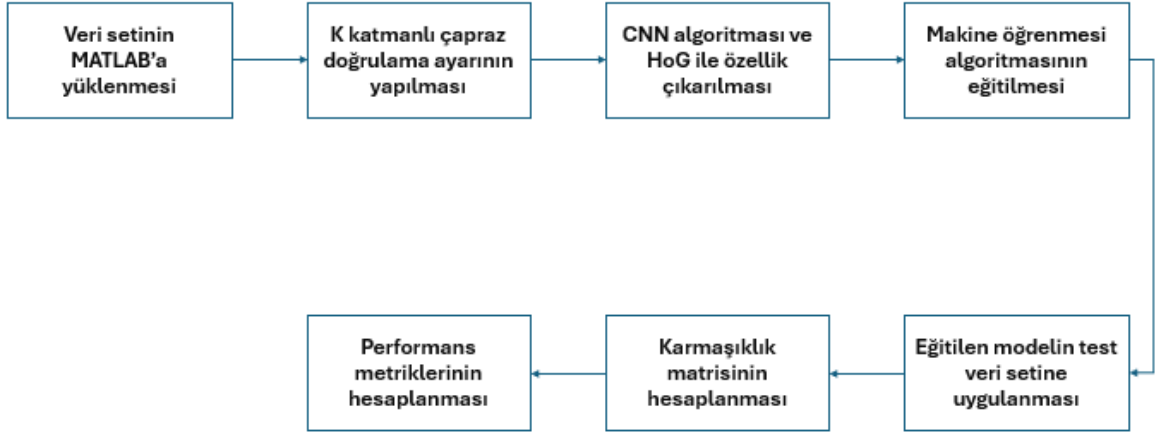 Veri setinin
MATLAB’a
yüklenmesi
K katmanlı çapraz
doğrulama ayarının
yapılması
CNN algoritması ve
HoG ile özellik
çıkarılması
Makine öğrenmesi
algoritmasının
eğitilmesi
Eğitilen modelin test
veri setine
uygulanması
Karmaşıklık
matrisinin
hesaplanması
Performans
metriklerinin
hesaplanması